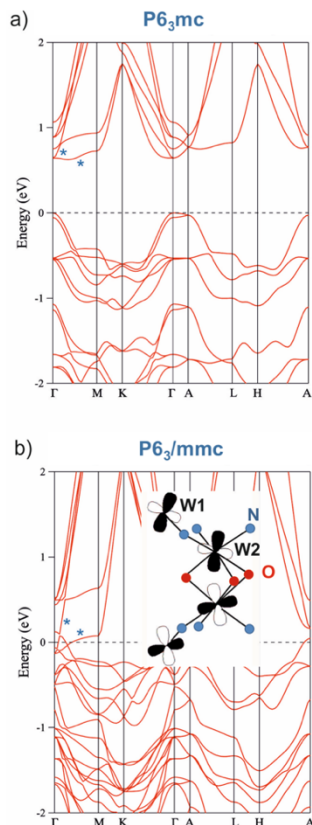 a) P6₃mc
2
1
0
-1
-2
Energy (eV)
* *
Γ M K Γ A L H A
b) P6₃/mmc
2
1
0
-1
-2
Energy (eV)
* *
W1
N
W2
O
Γ M K Γ A L H A